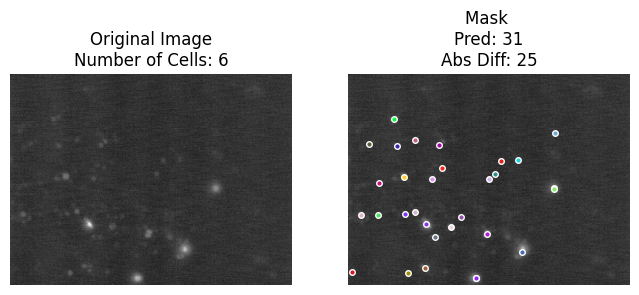 Original Image
Number of Cells: 6
Mask
Pred: 31
Abs Diff: 25